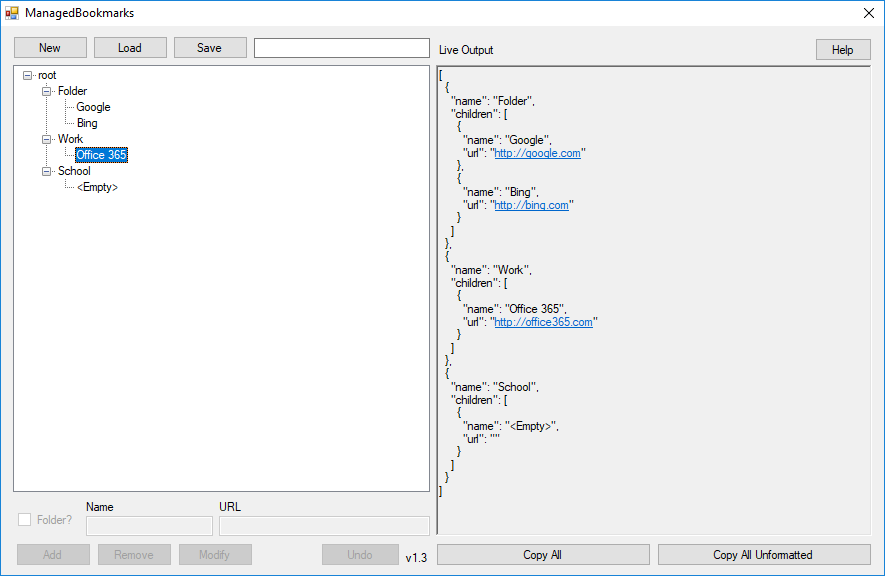 ManagedBookmarks
New Load Save
Live Output
Help
root
Folder
Google
Bing
Work
Office 365
School
<Empty>
[
{
"name": "Folder",
"children": [
{
"name": "Google",
"url": "http://google.com"
},
{
"name": "Bing",
"url": "http://bing.com"
}
]
},
{
"name": "Work",
"children": [
{
"name": "Office 365",
"url": "http://office365.com"
}
]
},
{
"name": "School",
"children": [
{
"name": "<Empty>",
"url": ""
}
]
}
]
Folder?
Name
URL
Add Remove Modify Undo v1.3
Copy All
Copy All Unformatted